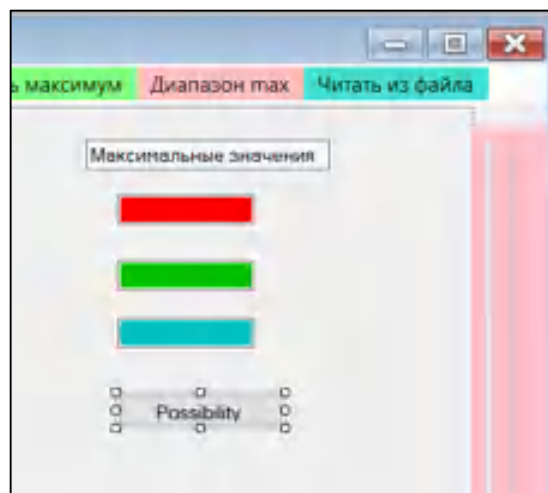 ь максимум Диапазон max Читать из файла
Максимальные значения
Possibility